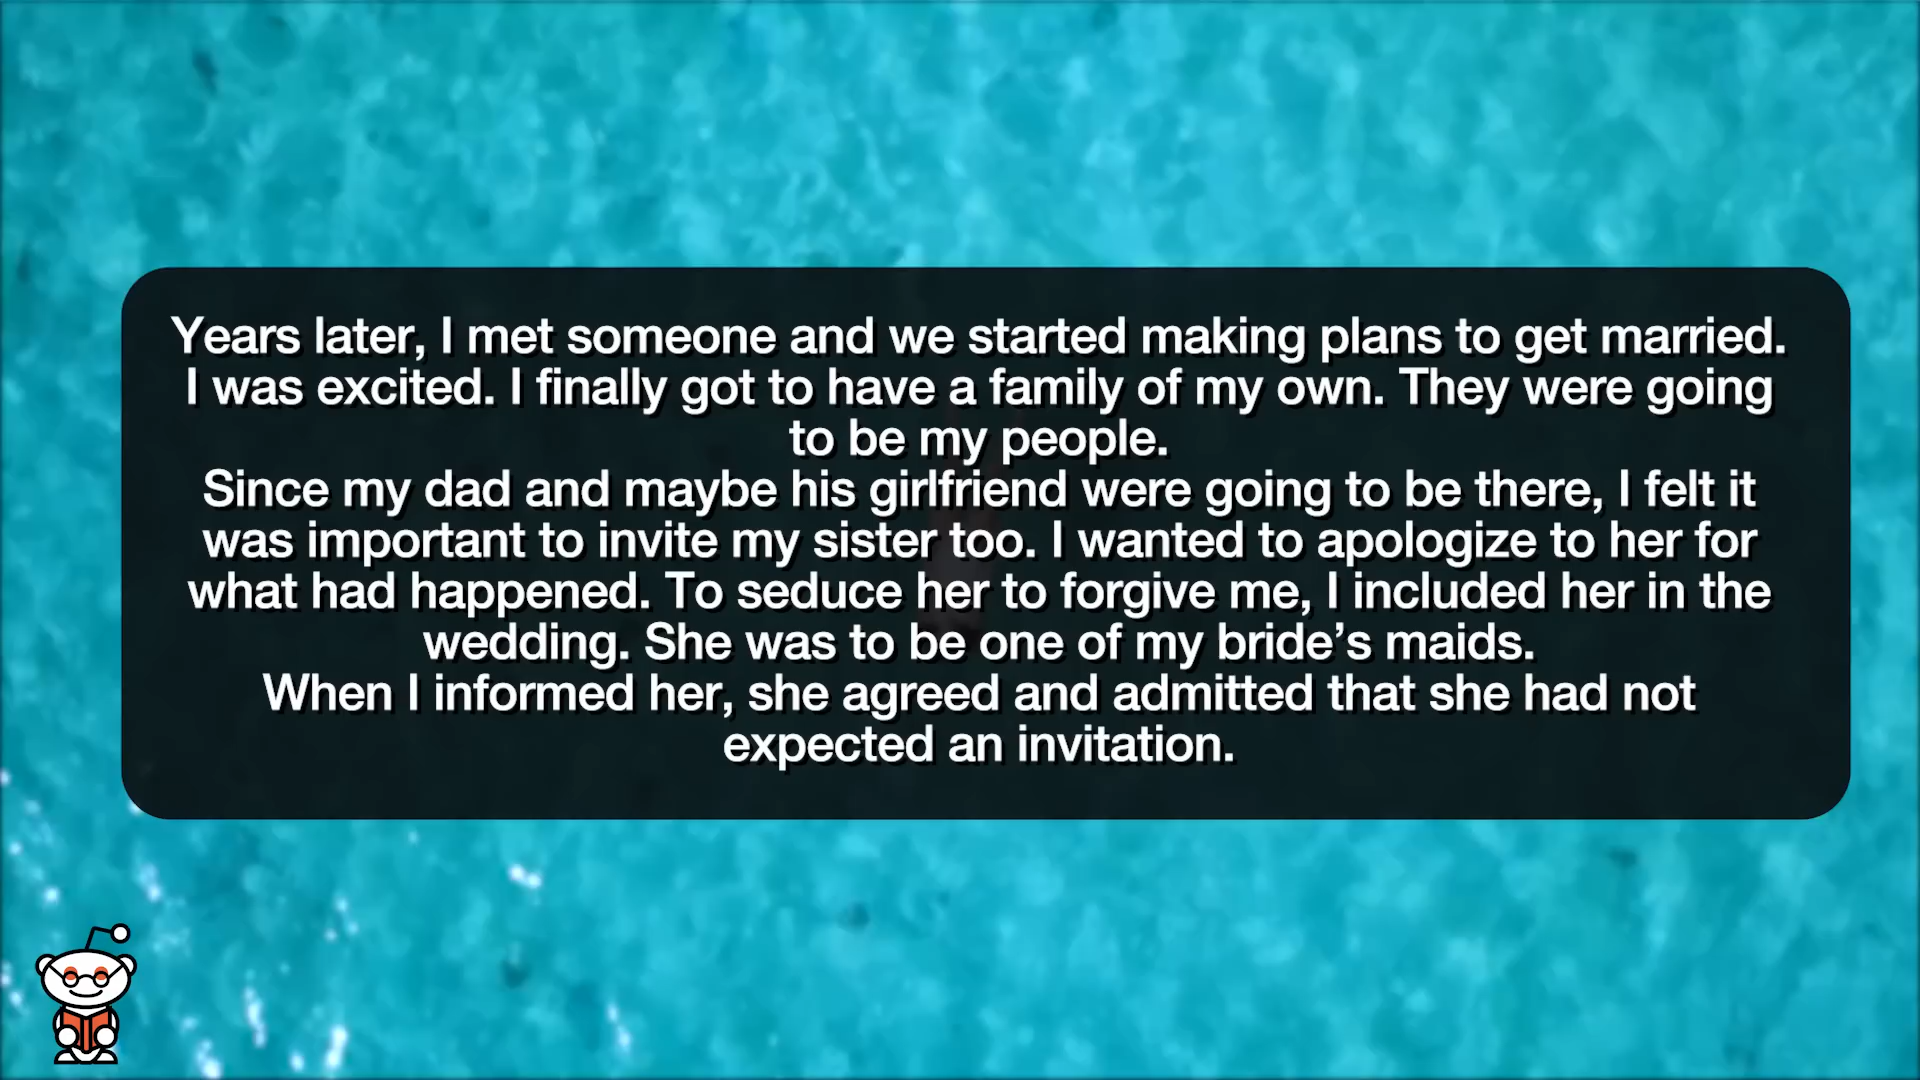 Years later, I met someone and we started making plans to get married.
I was excited. I finally got to have a family of my own. They were going
to be my people.
Since my dad and maybe his girlfriend were going to be there, I felt it
was important to invite my sister too. I wanted to apologize to her for
what had happened. To seduce her to forgive me, I included her in the
wedding. She was to be one of my bride’s maids.
When I informed her, she agreed and admitted that she had not
expected an invitation.